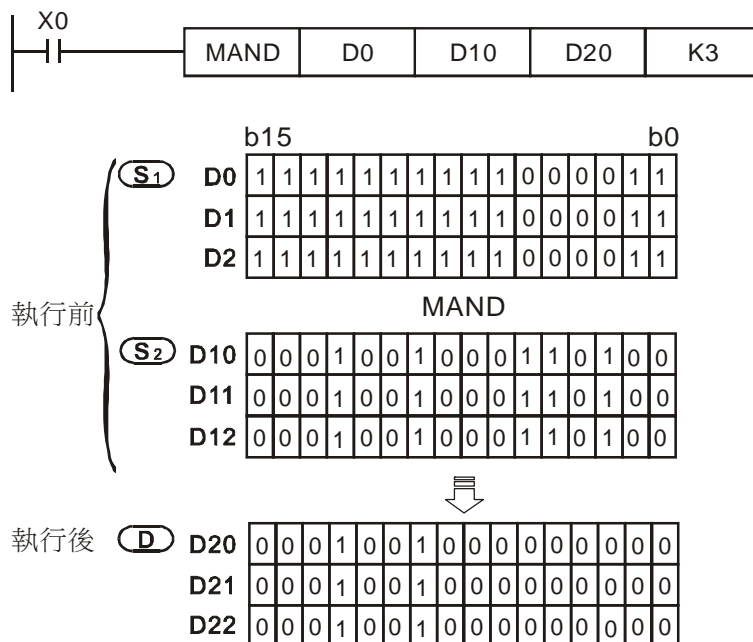 X0
MAND D0 D10 D20 K3
b15 b0
S1 D0 1 1 1 1 1 1 1 1 1 1 0 0 0 0 1 1
D1 1 1 1 1 1 1 1 1 1 1 0 0 0 0 1 1
D2 1 1 1 1 1 1 1 1 1 1 0 0 0 0 1 1
執行前
MAND
S2 D10 0 0 0 1 0 0 1 0 0 0 1 1 0 1 0 0
D11 0 0 0 1 0 0 1 0 0 0 1 1 0 1 0 0
D12 0 0 0 1 0 0 1 0 0 0 1 1 0 1 0 0
執行後 D D20 0 0 0 1 0 0 1 0 0 0 0 0 0 0 0 0
D21 0 0 0 1 0 0 1 0 0 0 0 0 0 0 0 0
D22 0 0 0 1 0 0 1 0 0 0 0 0 0 0 0 0